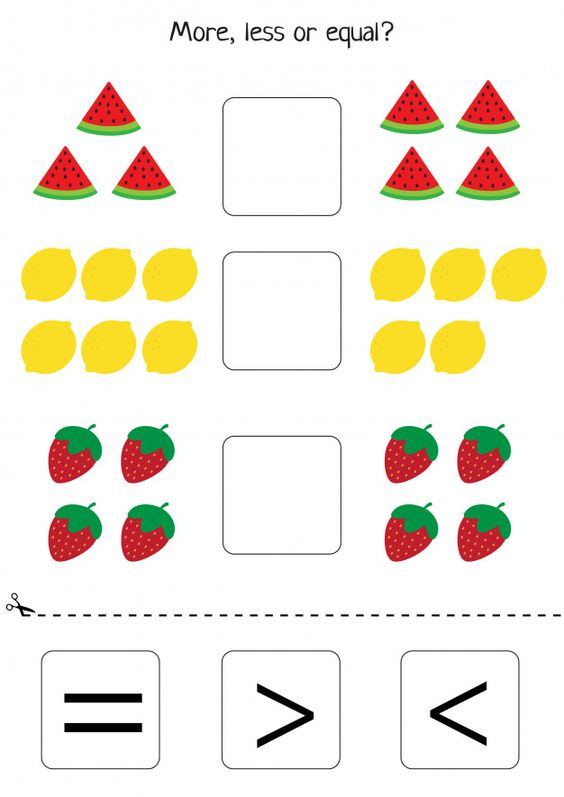 More, less or equal?
= > <